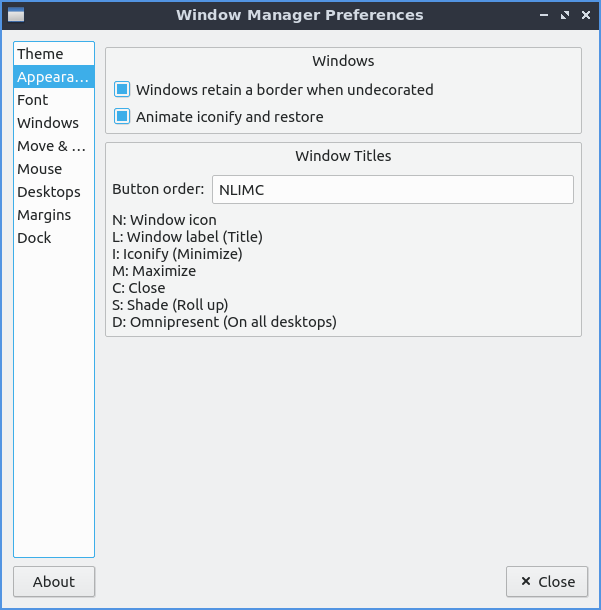 Window Manager Preferences
Theme
Appeara...
Font
Windows
Move & ...
Mouse
Desktops
Margins
Dock
Windows
Windows retain a border when undecorated
Animate iconify and restore
Window Titles
Button order: NLIMC
N: Window icon
L: Window label (Title)
I: Iconify (Minimize)
M: Maximize
C: Close
S: Shade (Roll up)
D: Omnipresent (On all desktops)
About
Close